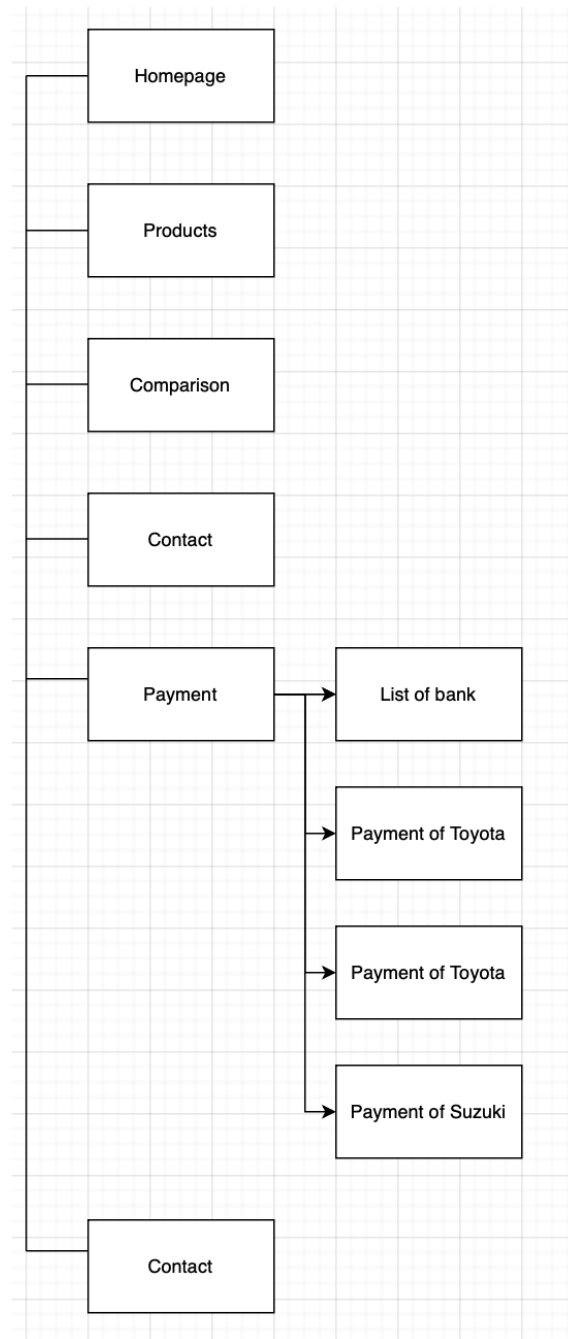 Homepage
Products
Comparison
Contact
Payment
List of bank
Payment of Toyota
Payment of Toyota
Payment of Suzuki
Contact